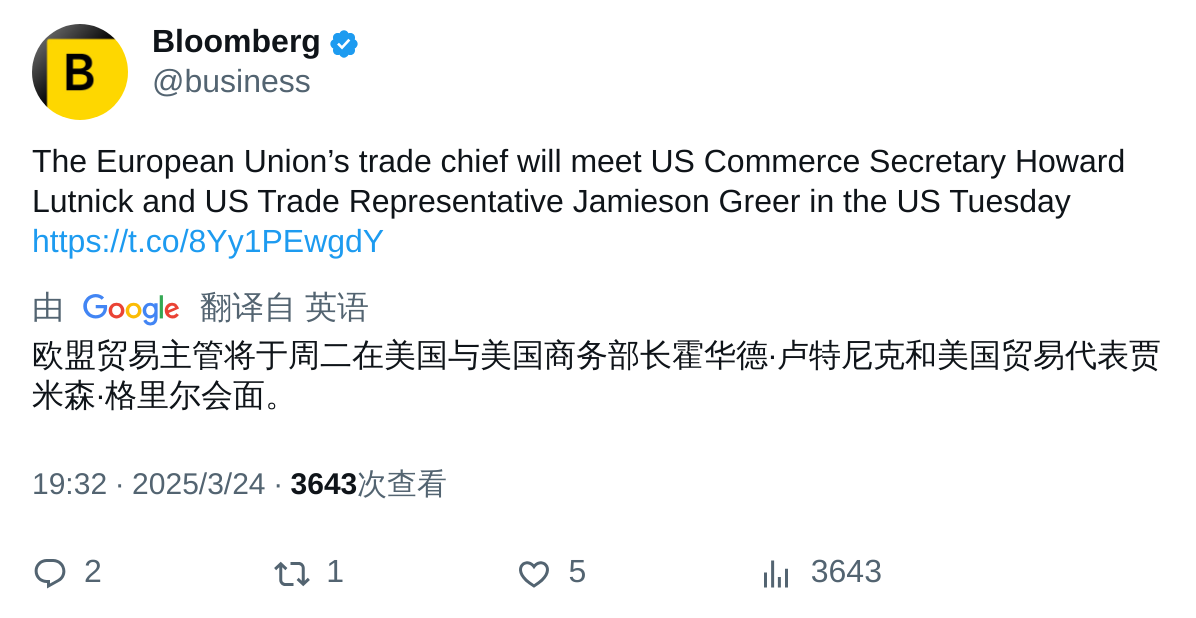 B
Bloomberg
@business
The European Union’s trade chief will meet US Commerce Secretary Howard
Lutnick and US Trade Representative Jamieson Greer in the US Tuesday
https://t.co/8Yy1PEwgdY
由 Google 翻译自 英语
欧盟贸易主管将于周二在美国与美国商务部长霍华德·卢特尼克和美国贸易代表贾
米森·格里尔会面。
19:32 · 2025/3/24 · 3643次查看
2 1 5 3643